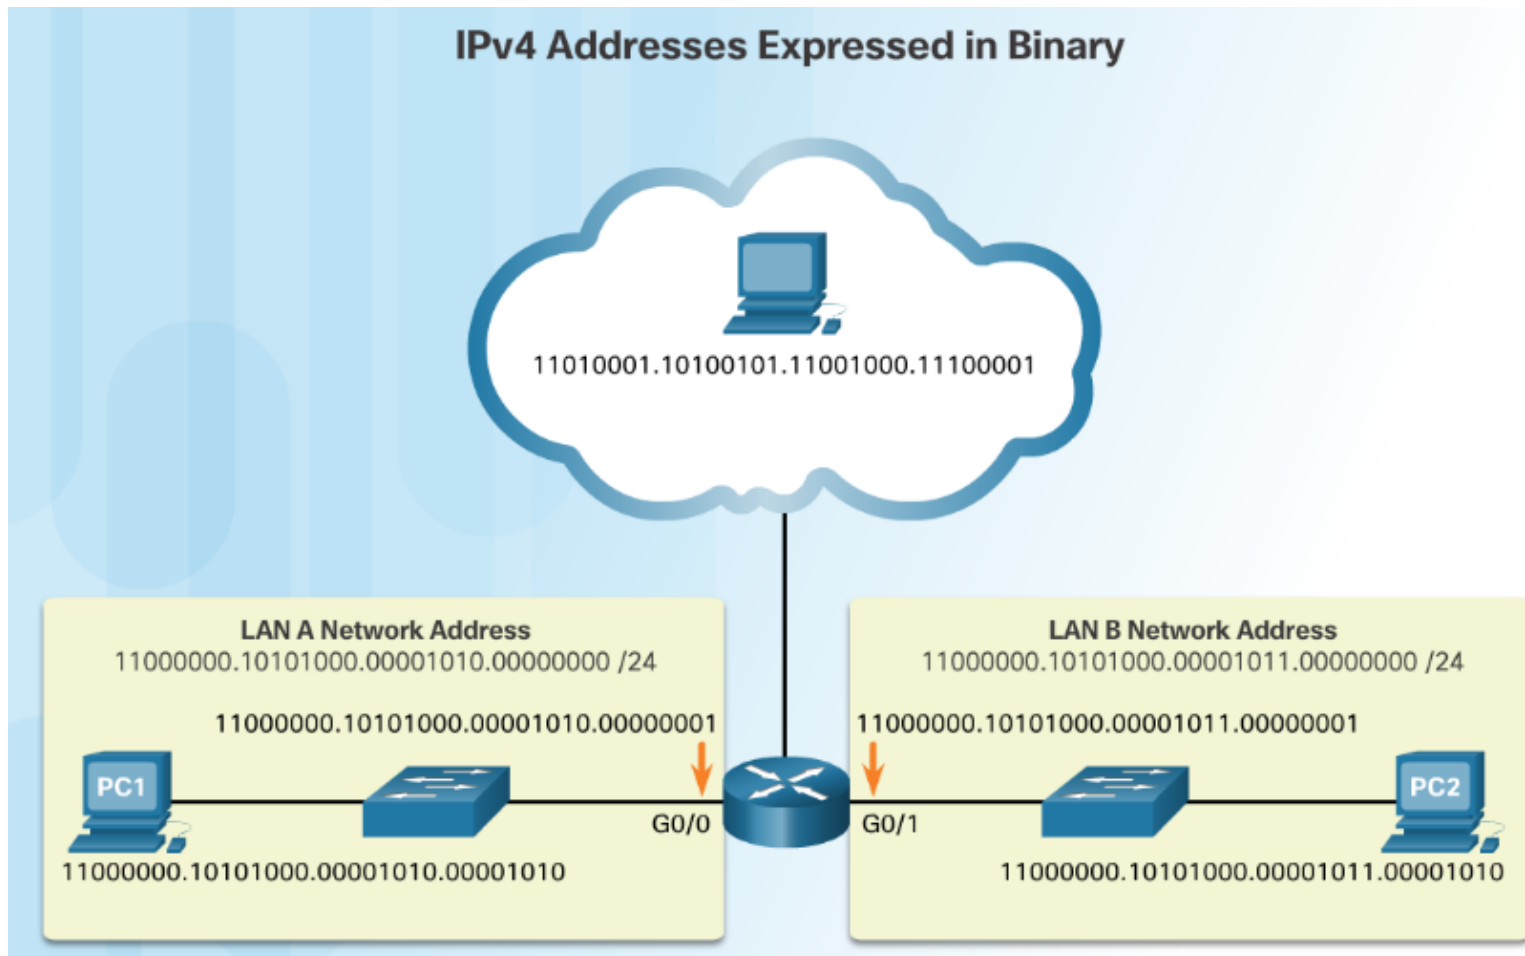 IPv4 Addresses Expressed in Binary
11010001.10100101.11001000.11100001
LAN A Network Address
11000000.10101000.00001010.00000000 /24
11000000.10101000.00001010.00000001
PC1
G0/0
11000000.10101000.00001010.00001010
LAN B Network Address
11000000.10101000.00001011.00000000 /24
11000000.10101000.00001011.00000001
G0/1
PC2
11000000.10101000.00001011.00001010